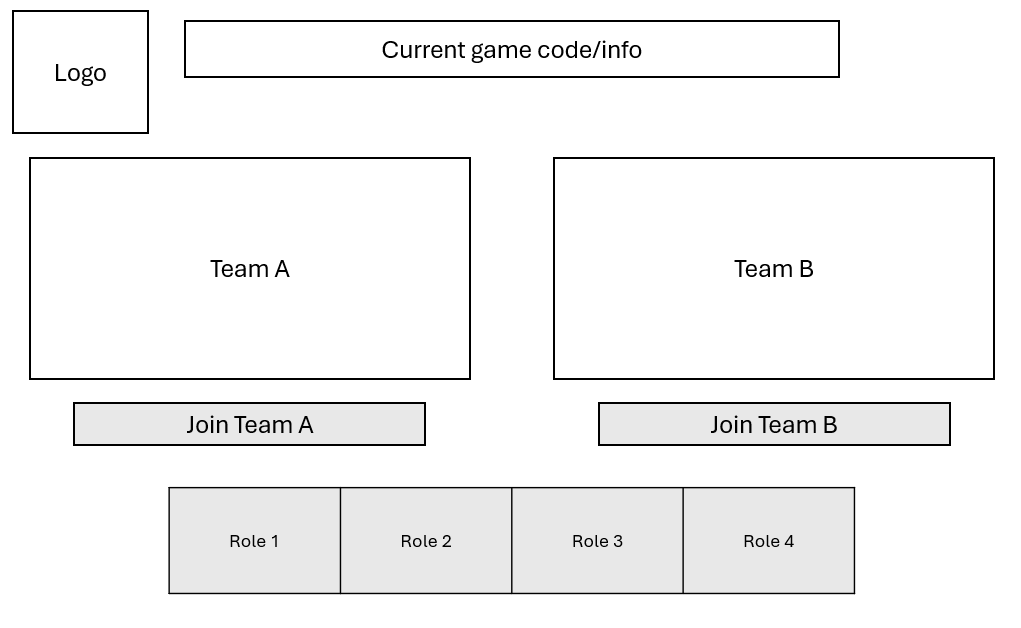 Logo
Current game code/info
Team A
Team B
Join Team A
Join Team B
Role 1
Role 2
Role 3
Role 4